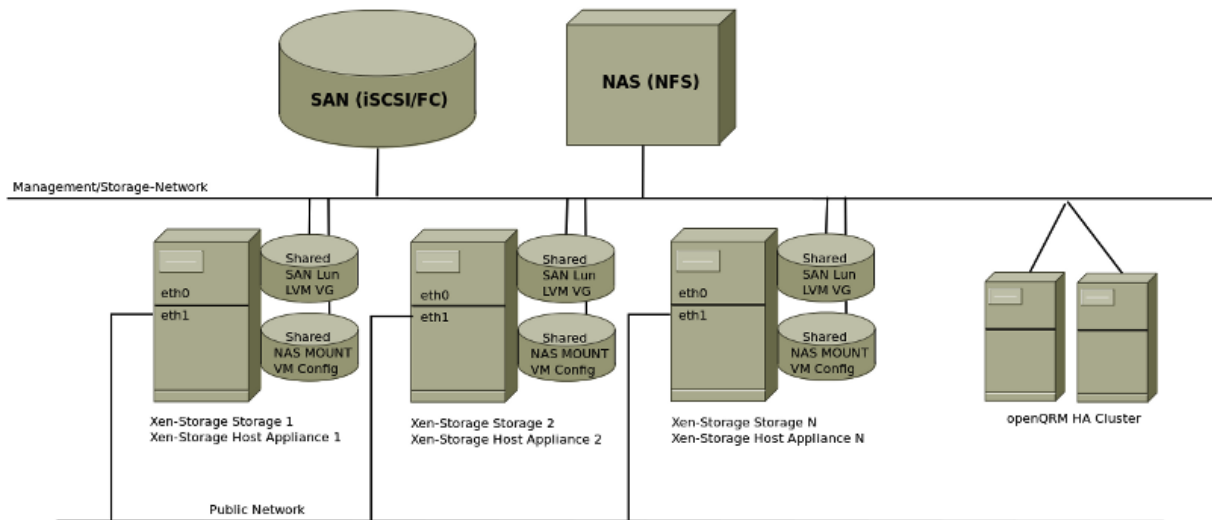 SAN (iSCSI/FC)
NAS (NFS)
Management/Storage-Network
Shared
SAN Lun
LVM VG
eth0
eth1
Shared
NAS MOUNT
VM Config
Xen-Storage Storage 1
Xen-Storage Host Appliance 1
Shared
SAN Lun
LVM VG
eth0
eth1
Shared
NAS MOUNT
VM Config
Xen-Storage Storage 2
Xen-Storage Host Appliance 2
Shared
SAN Lun
LVM VG
eth0
eth1
Shared
NAS MOUNT
VM Config
Xen-Storage Storage N
Xen-Storage Host Appliance N
openQRM HA Cluster
Public Network